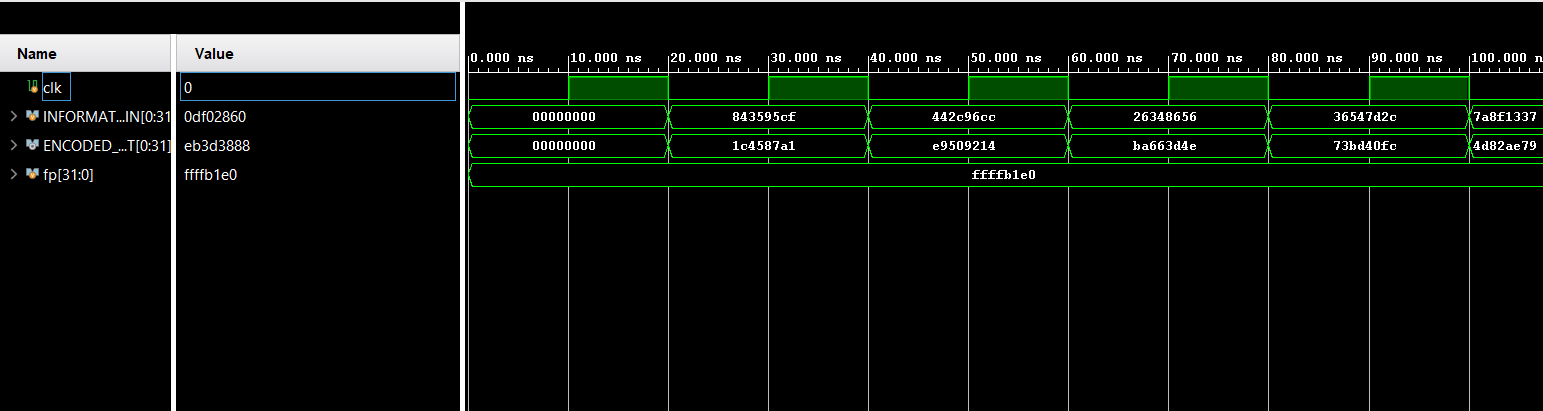 Name Value
0.000 ns 10.000 ns 20.000 ns 30.000 ns 40.000 ns 50.000 ns 60.000 ns 70.000 ns 80.000 ns 90.000 ns 100.000 n
clk 0
INFORMAT...IN[0:31 0df02860 00000000 843595cf 442c96cc 26348656 36547d2c 7a8f1337
ENCODED_...T[0:31] eb3d3888 00000000 1c4587a1 e9509214 ba663d4e 73bd40fc 4d82ae79
fp[31:0] ffffb1e0 ffffb1e0